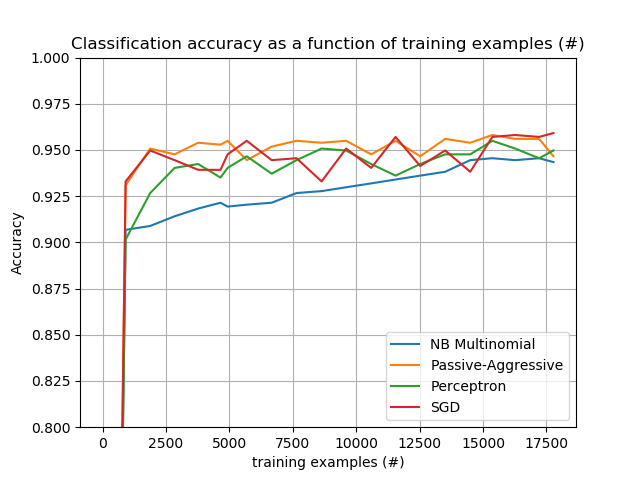 Classification accuracy as a function of training examples (#)
1.000
0.975
0.950
0.925
0.900
0.875
0.850
0.825
0.800
Accuracy
NB Multinomial
Passive-Aggressive
Perceptron
SGD
0 2500 5000 7500 10000 12500 15000 17500
training examples (#)